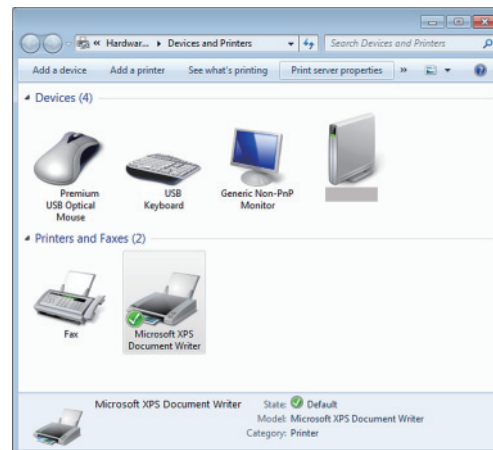 « Hardwar... ▸ Devices and Printers
Search Devices and Printers
Add a device Add a printer See what's printing Print server properties »
Devices (4)
Premium
USB Optical
Mouse
USB
Keyboard
Generic Non-PnP
Monitor
Printers and Faxes (2)
Fax
Microsoft XPS
Document Writer
Microsoft XPS Document Writer State: Default
Model: Microsoft XPS Document Writer
Category: Printer